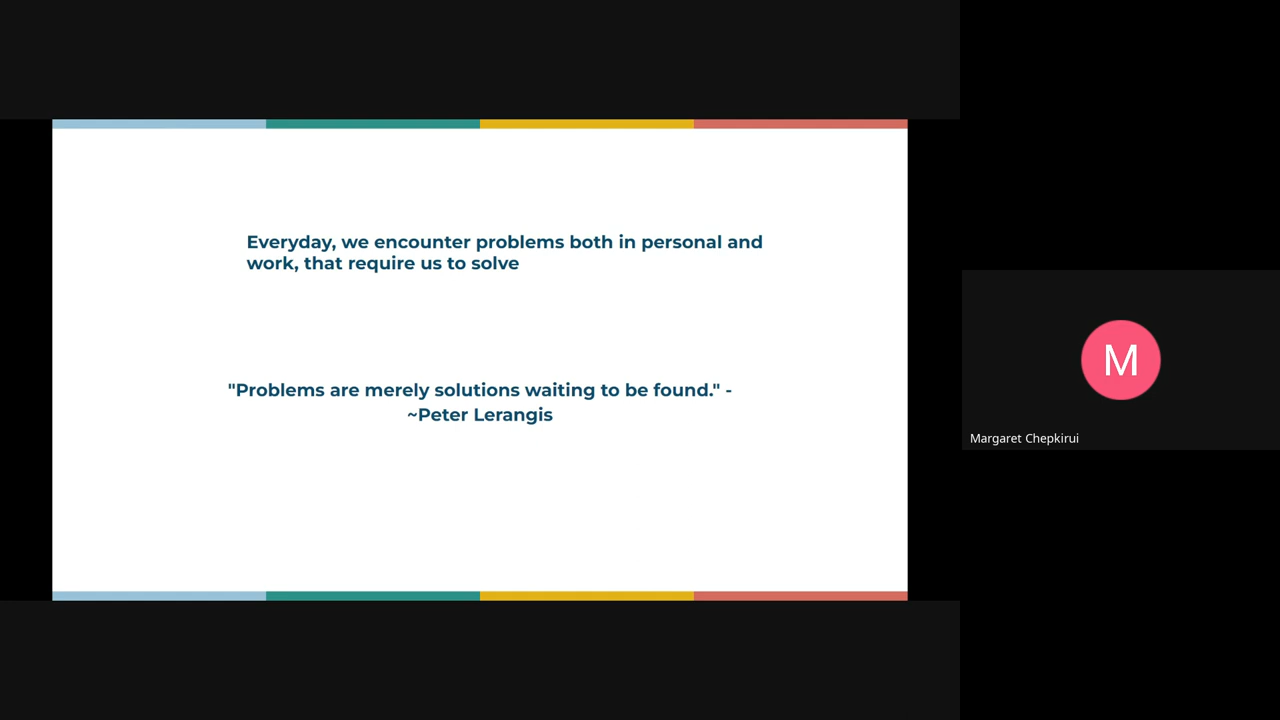 Everyday, we encounter problems both in personal and
work, that require us to solve
"Problems are merely solutions waiting to be found." -
~Peter Lerangis
M
Margaret Chepkirui